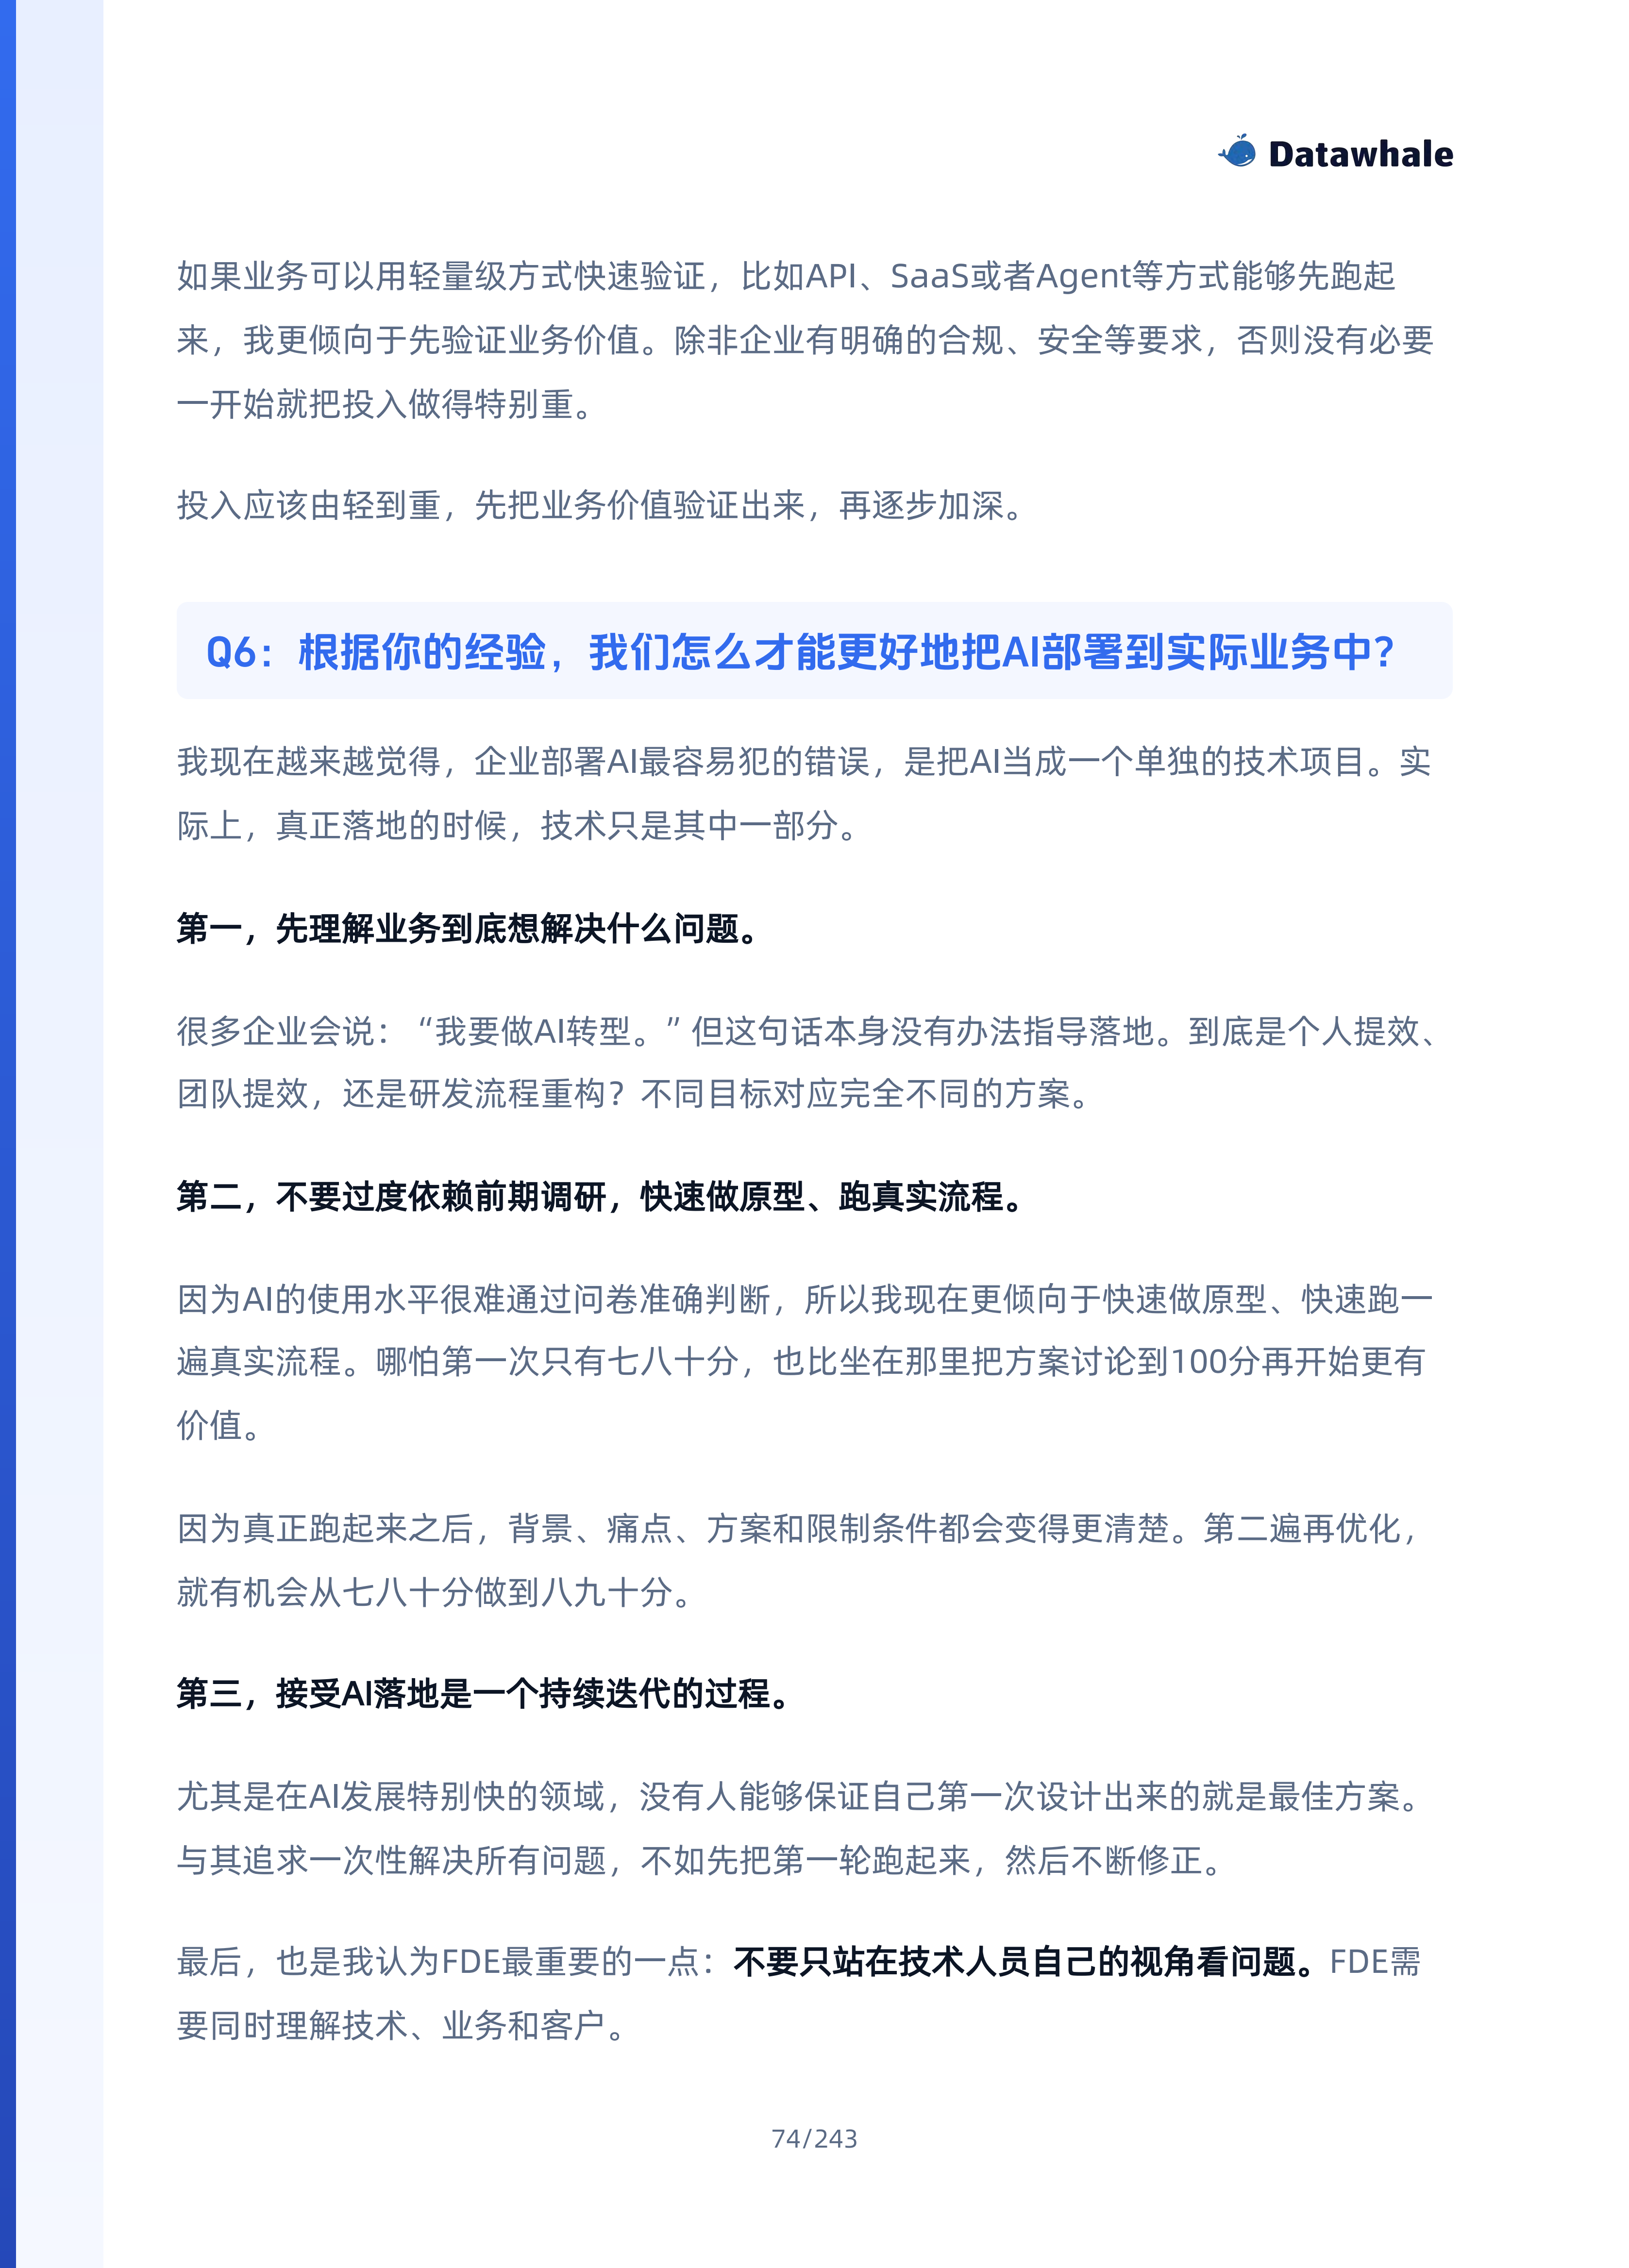 Datawhale
如果业务可以用轻量级方式快速验证，比如API、SaaS或者Agent等方式能够先跑起
来，我更倾向于先验证业务价值。除非企业有明确的合规、安全等要求，否则没有必要
一开始就把投入做得特别重。
投入应该由轻到重，先把业务价值验证出来，再逐步加深。
Q6：根据你的经验，我们怎么才能更好地把AI部署到实际业务中？
我现在越来越觉得，企业部署AI最容易犯的错误，是把AI当成一个单独的技术项目。实
际上，真正落地的时候，技术只是其中一部分。
第一，先理解业务到底想解决什么问题。
很多企业会说：“我要做AI转型。”但这句话本身没有办法指导落地。到底是个人提效、
团队提效，还是研发流程重构？不同目标对应完全不同的方案。
第二，不要过度依赖前期调研，快速做原型、跑真实流程。
因为AI的使用水平很难通过问卷准确判断，所以我现在更倾向于快速做原型、快速跑一
遍真实流程。哪怕第一次只有七八十分，也比坐在那里把方案讨论到100分再开始更有
价值。
因为真正跑起来之后，背景、痛点、方案和限制条件都会变得更清楚。第二遍再优化，
就有机会从七八十分做到八九十分。
第三，接受AI落地是一个持续迭代的过程。
尤其是在AI发展特别快的领域，没有人能够保证自己第一次设计出来的就是最佳方案。
与其追求一次性解决所有问题，不如先把第一轮跑起来，然后不断修正。
最后，也是我认为FDE最重要的一点：不要只站在技术人员自己的视角看问题。FDE需
要同时理解技术、业务和客户。
74/243